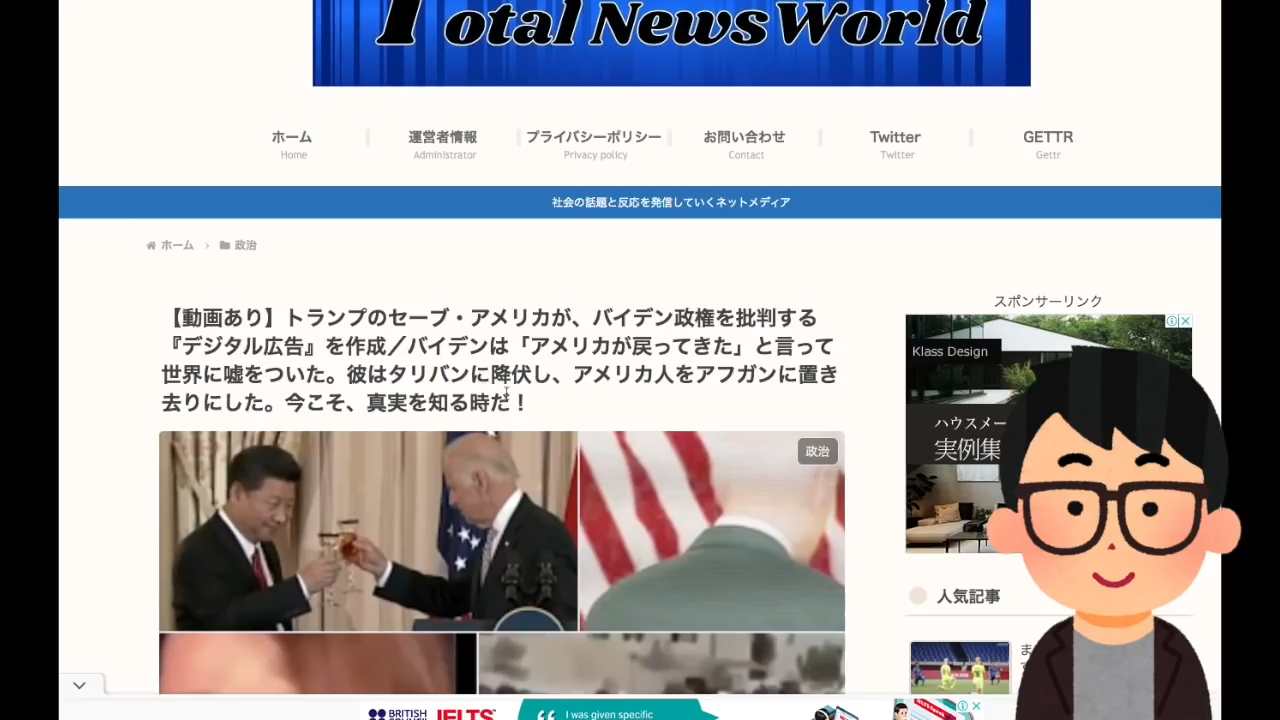 Total News World
ホーム
Home
運営者情報
Administrator
プライバシーポリシー
Privacy policy
お問い合わせ
Contact
Twitter
Twitter
GETTR
Gettr
社会の話題と反応を発信していくネットメディア
ホーム
政治
【動画あり】トランプのセーブ・アメリカが、バイデン政権を批判する
『デジタル広告』を作成／バイデンは「アメリカが戻ってきた」と言って
世界に嘘をついた。彼はタリバンに降伏し、アメリカ人をアフガンに置き
去りにした。今こそ、真実を知る時だ！
政治
スポンサーリンク
Klass Design
ハウスメー
実例集
人気記事
ま
BRITISH
IELTS
I was given specific